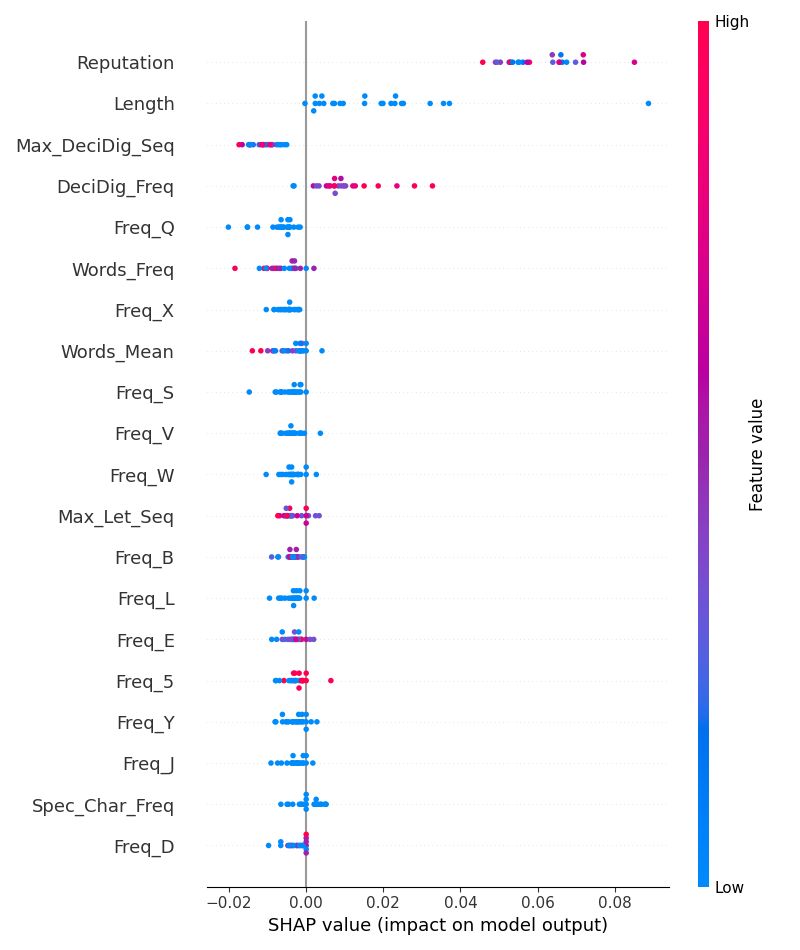 High
Reputation
Length
Max_DeciDig_Seq
DeciDig_Freq
Freq_Q
Words_Freq
Freq_X
Words_Mean
Freq_S
Freq_V
Freq_W
Max_Let_Seq
Freq_B
Freq_L
Freq_E
Freq_5
Freq_Y
Freq_J
Spec_Char_Freq
Freq_D
Feature value
Low
−0.02 0.00 0.02 0.04 0.06 0.08
SHAP value (impact on model output)